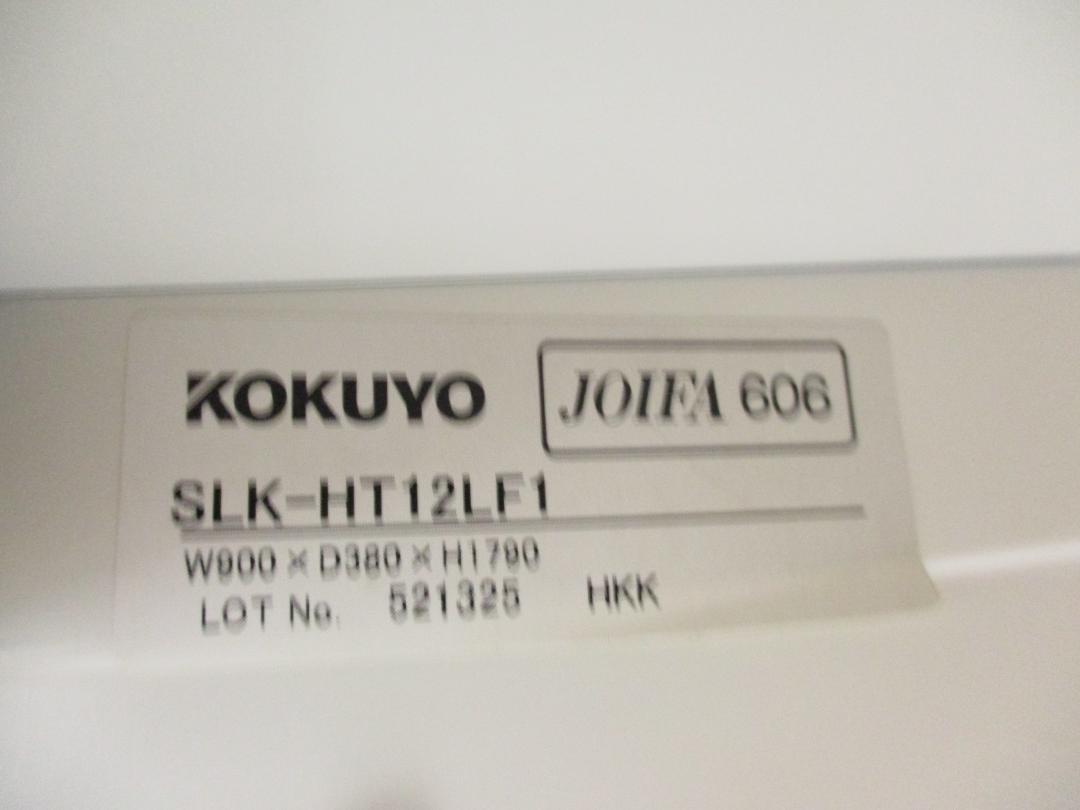 KOKUYO
JOIFA 606
SLK-HT12LF1
W900×D380×H1790
LOT No. 521325 HKK